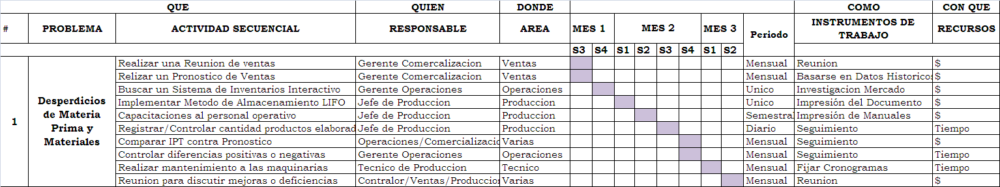 QUE QUIEN DONDE COMO CON QUE
# PROBLEMA ACTIVIDAD SECUENCIAL RESPONSABLE AREA MES 1 MES 2 MES 3 Periodo INSTRUMENTOS DE TRABAJO RECURSOS
S3 S4 S1 S2 S3 S4 S1 S2
1 Desperdicios de Materia Prima y Materiales
Realizar una Reunion de ventas Gerente Comercalizacion Ventas Mensual Reunion $
Relizar un Pronostico de Ventas Gerente Comercalizacion Ventas Mensual Basarse en Datos Historicos $
Buscar un Sistema de Inventarios Interactivo Gerente Operaciones Operaciones Unico Investigacion Mercado $
Implementar Metodo de Almacenamiento LIFO Jefe de Produccion Produccion Unico Impresión del Documento $
Capacitaciones al personal operativo Jefe de Produccion Produccion Semestral Impresión de Manuales $
Registrar/Controlar cantidad productos elaborad Jefe de Produccion Produccion Diario Seguimiento Tiempo
Comparar IPT contra Pronostico Operaciones/Comercializacio Varias Mensual Seguimiento $
Controlar diferencias positivas o negativas Gerente Operaciones Operaciones Mensual Seguimiento Tiempo
Realizar mantenimiento a las maquinarias Tecnico de Produccion Tecnico Mensual Fijar Cronogramas Tiempo
Reunion para discutir mejoras o deficiencias Contralor/Ventas/Produccion Varias Mensual Reunion $